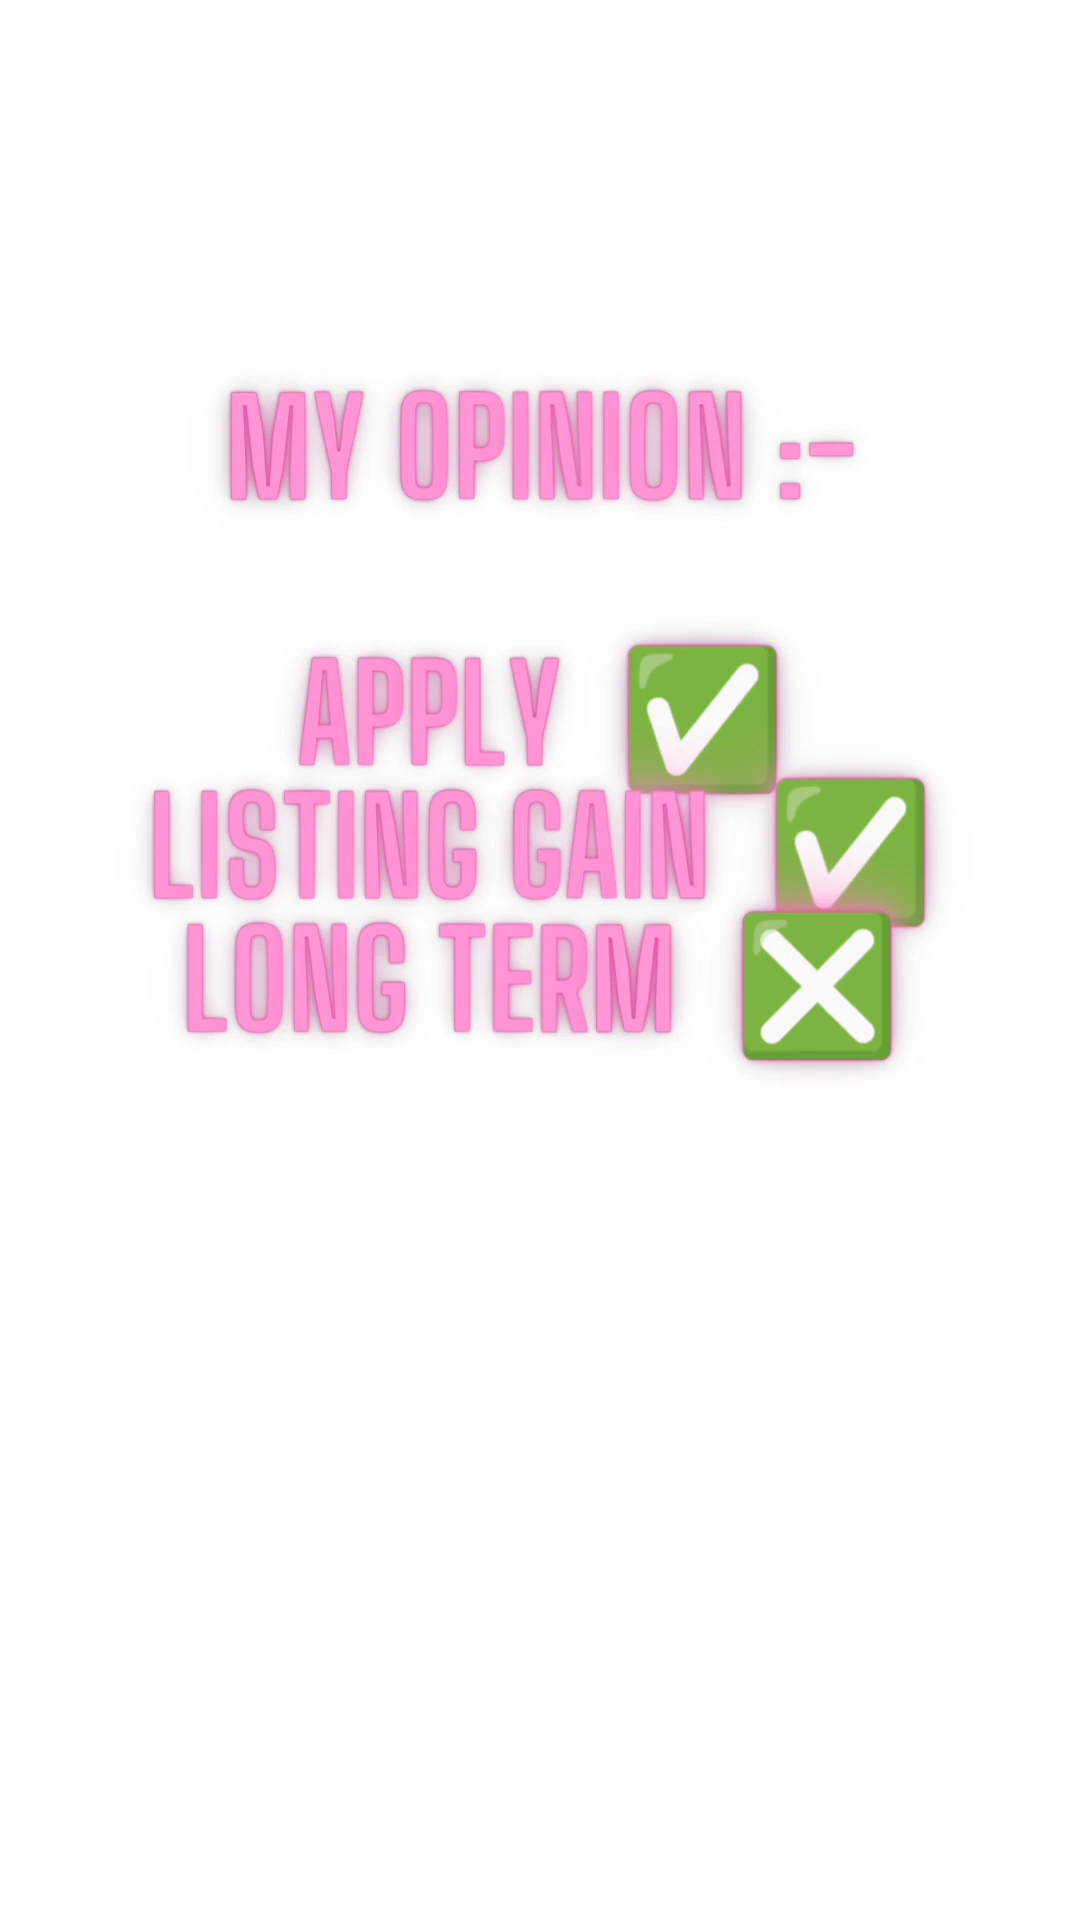 MY OPINION :-
APPLY ✅
LISTING GAIN ✅
LONG TERM ❎